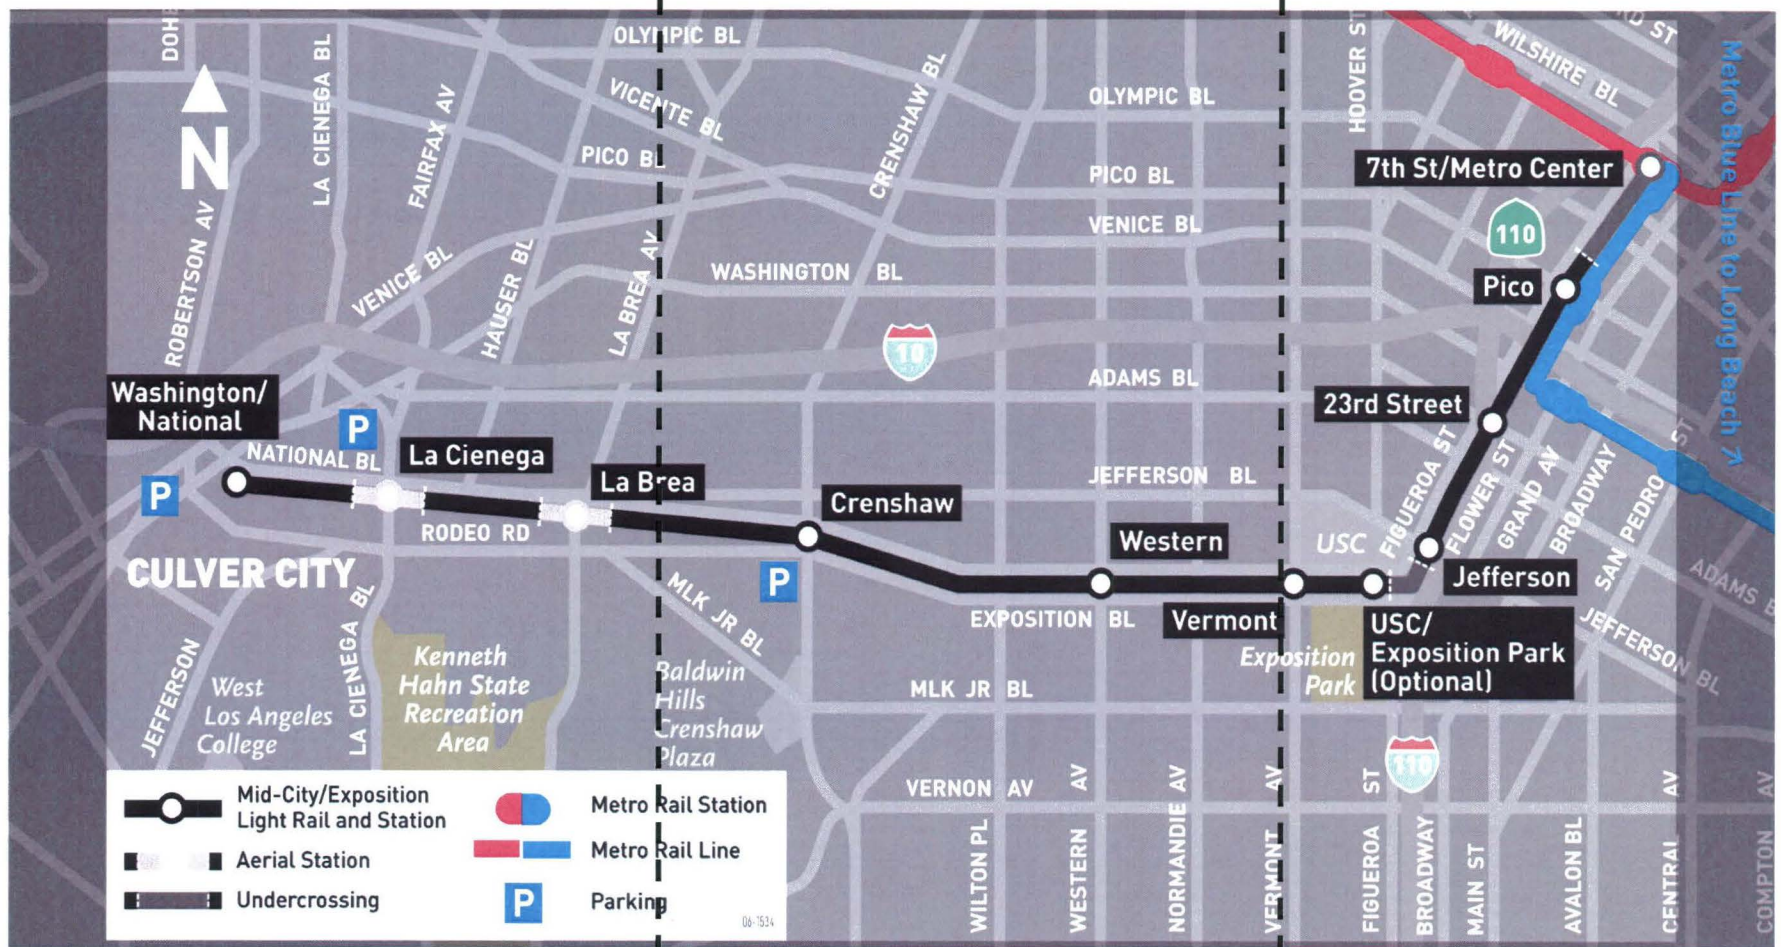 DOHE
LA CIENEGA BL
FAIRFAX AV
OLYMPIC BL
VICENTE BL
PICO BL
CRENSHAW BL
OLYMPIC BL
PICO BL
VENICE BL
HOOVER ST
WILSHIRE BL
RD ST
Metro Blue Line to Long Beach ↗
N
ROBERTSON AV
VENICE BL
HAUSER BL
LA BREA AV
WASHINGTON BL
10
7th St/Metro Center
110
Pico
ADAMS BL
23rd Street
Washington/
National
P
NATIONAL BL
La Cienega
La Brea
P
RODEO RD
Crenshaw
JEFFERSON BL
Western
USC
FIGUEROA ST
FLOWER ST
GRAND AV
BROADWAY
SAN PEDRO ST
ADAMS B
CULVER CITY
P
MLK JR BL
EXPOSITION BL
Vermont
Jefferson
USC/
Exposition Park
(Optional)
Exposition
Park
JEFFERSON BL
JEFFERSON
West
Los Angeles
College
LA CIENEGA BL
Kenneth
Hahn State
Recreation
Area
Baldwin
Hills
Crenshaw
Plaza
MLK JR BL
110
VERNON AV
WILTON PL
WESTERN AV
NORMANDIE AV
VERMONT AV
FIGUEROA ST
BROADWAY
MAIN ST
AVALON BL
CENTRAL AV
COMPTON AV
Mid-City/Exposition
Light Rail and Station
Aerial Station
Undercrossing
Metro Rail Station
Metro Rail Line
P
Parking
06-1534